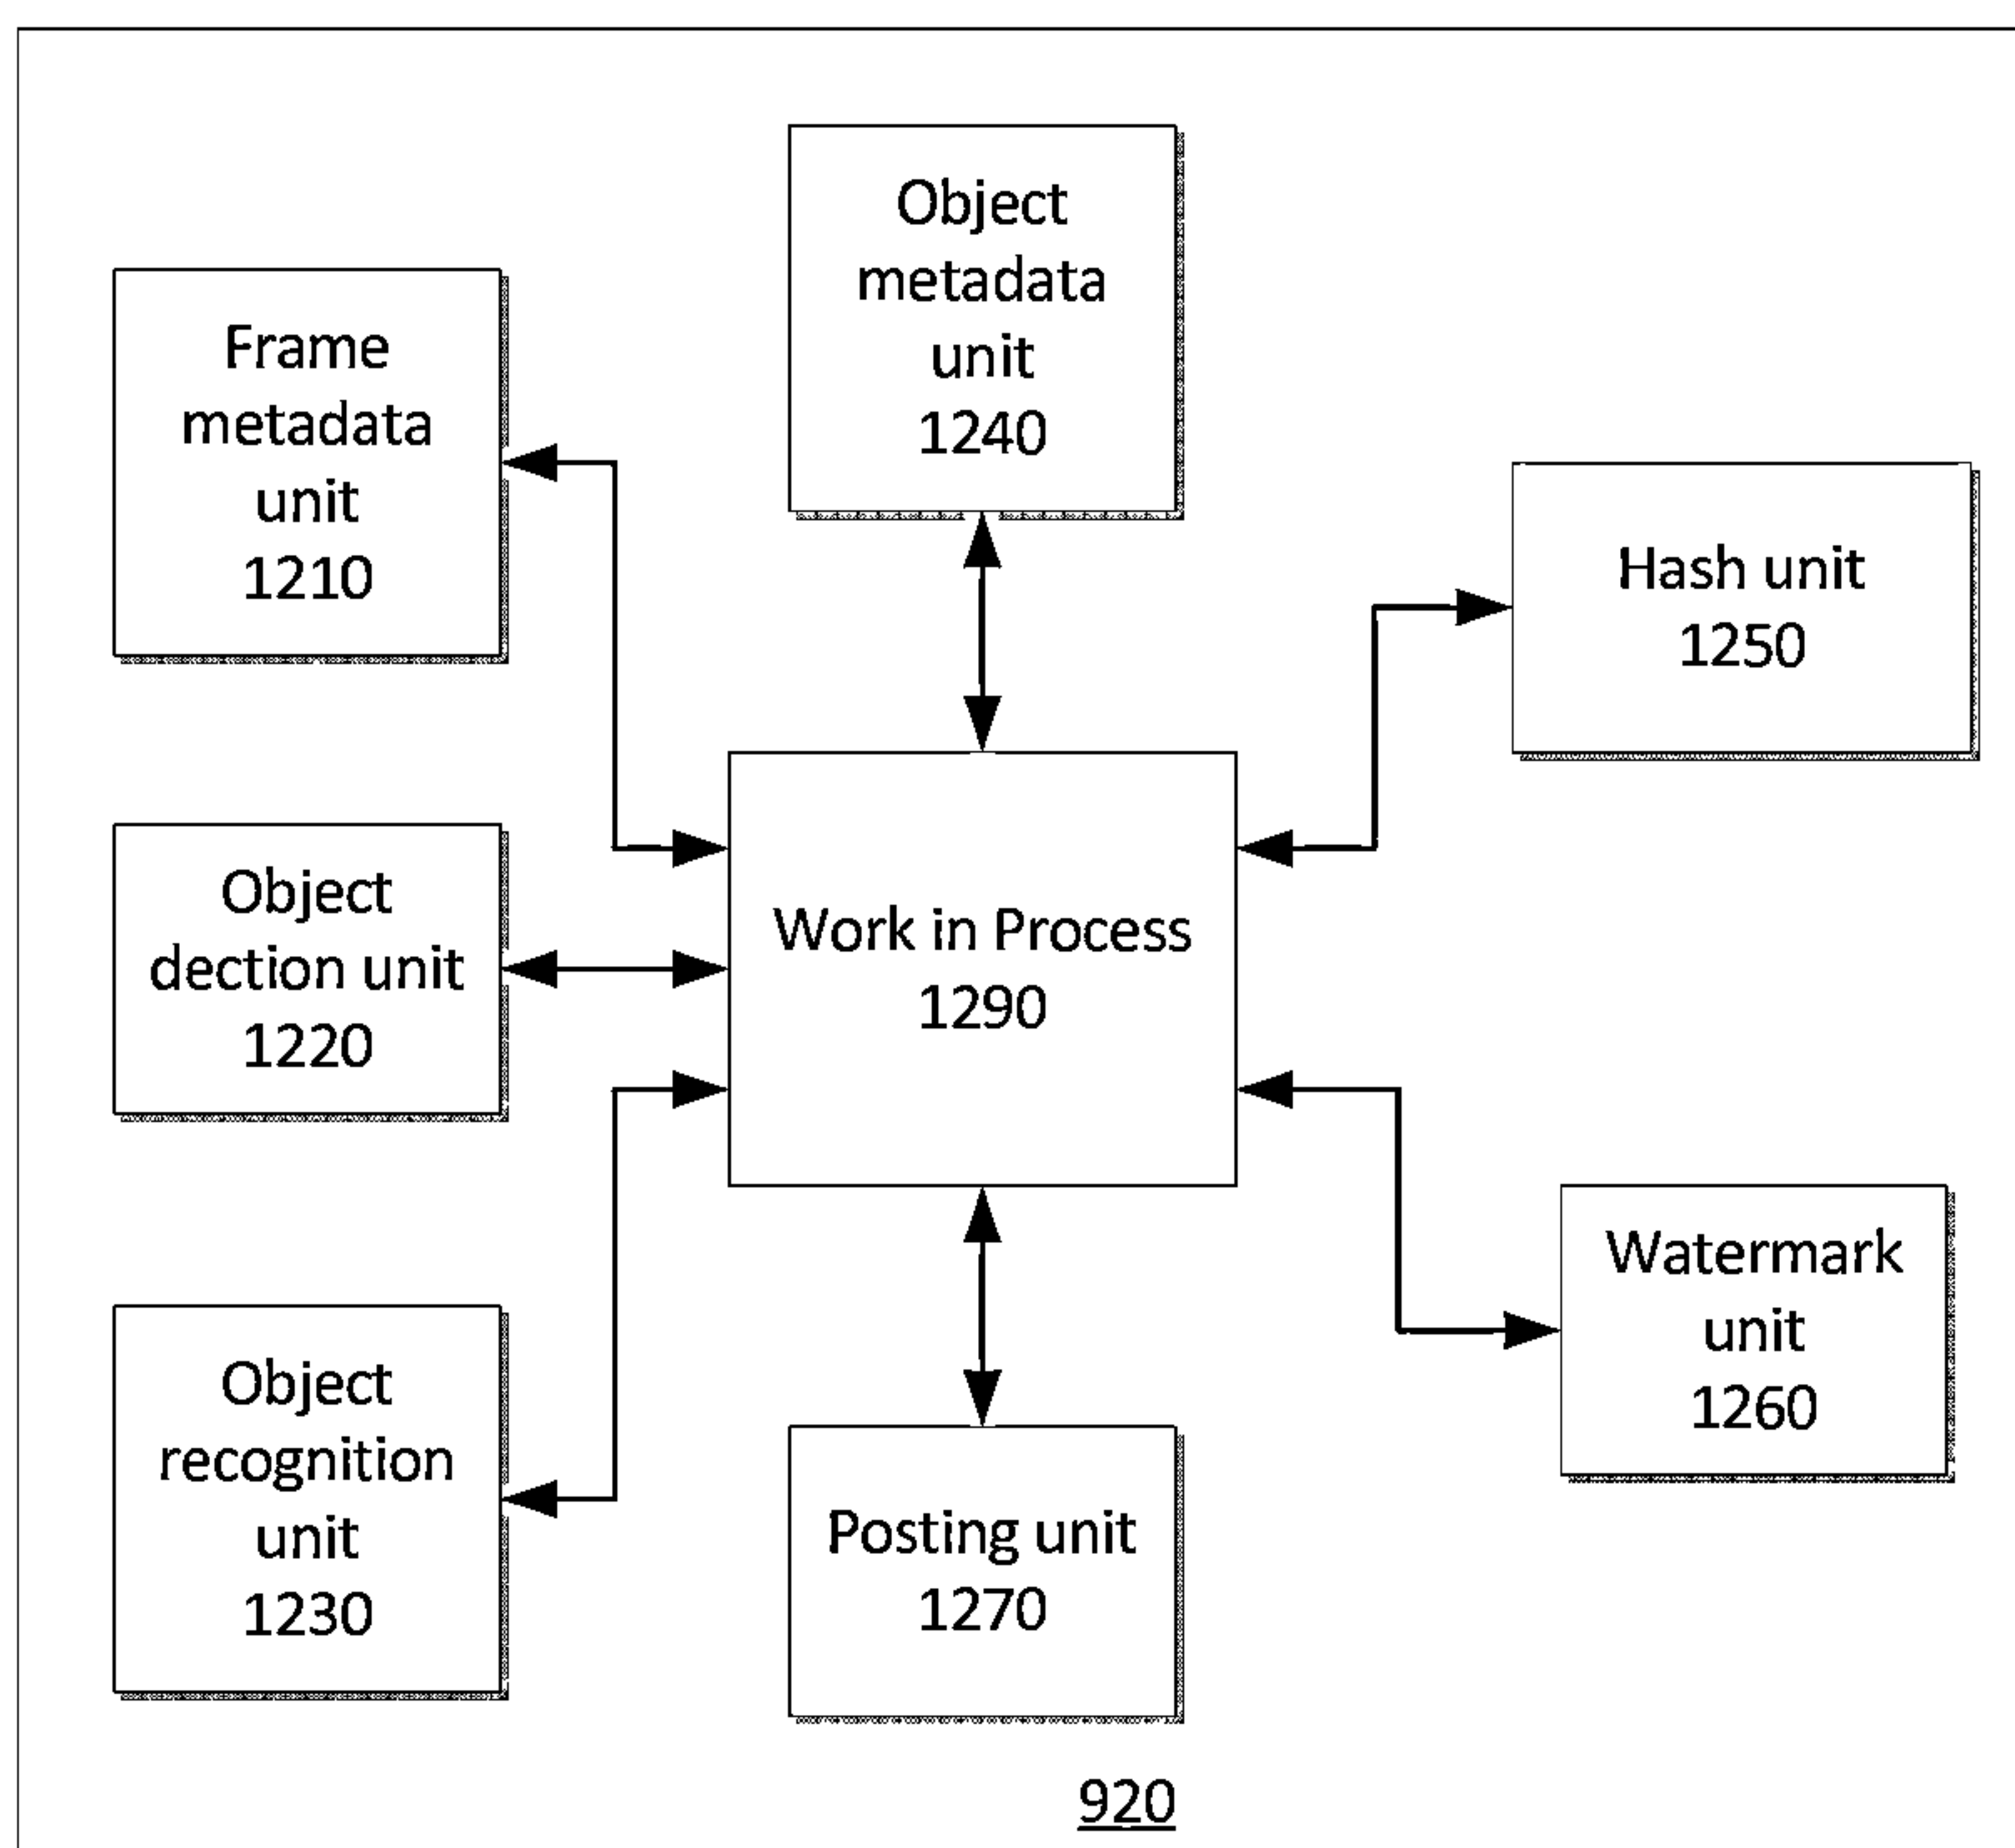 Frame
metadata
unit
1210
Object
metadata
unit
1240
Hash unit
1250
Object
dection unit
1220
Work in Process
1290
Object
recognition
unit
1230
Posting unit
1270
Watermark
unit
1260
920